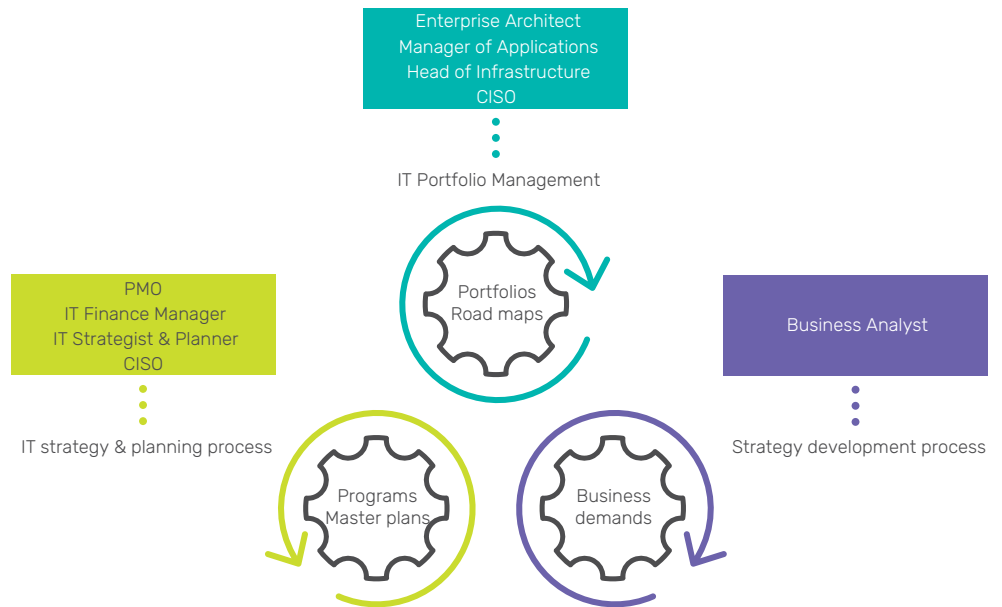 Enterprise Architect
Manager of Applications
Head of Infrastructure
CISO
IT Portfolio Management
Portfolios
Road maps
PMO
IT Finance Manager
IT Strategist & Planner
CISO
IT strategy & planning process
Programs
Master plans
Business Analyst
Strategy development process
Business
demands